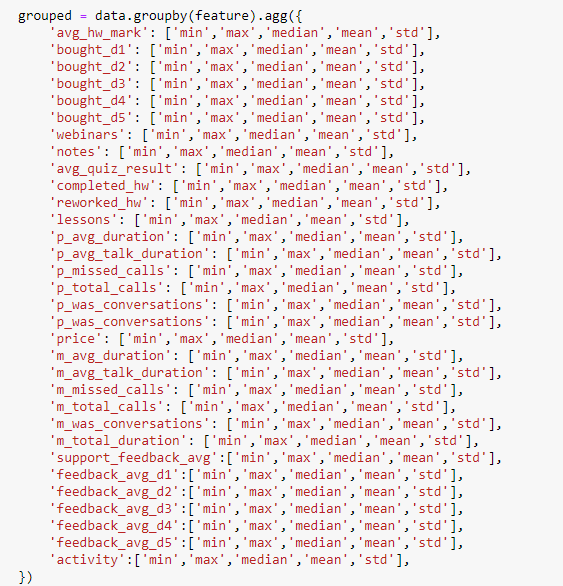 grouped = data.groupby(feature).agg({
    'avg_hw_mark': ['min','max','median','mean','std'],
    'bought_d1': ['min','max','median','mean','std'],
    'bought_d2': ['min','max','median','mean','std'],
    'bought_d3': ['min','max','median','mean','std'],
    'bought_d4': ['min','max','median','mean','std'],
    'bought_d5': ['min','max','median','mean','std'],
    'webinars': ['min','max','median','mean','std'],
    'notes': ['min','max','median','mean','std'],
    'avg_quiz_result': ['min','max','median','mean','std'],
    'completed_hw': ['min','max','median','mean','std'],
    'reworked_hw': ['min','max','median','mean','std'],
    'lessons': ['min','max','median','mean','std'],
    'p_avg_duration': ['min','max','median','mean','std'],
    'p_avg_talk_duration': ['min','max','median','mean','std'],
    'p_missed_calls': ['min','max','median','mean','std'],
    'p_total_calls': ['min','max','median','mean','std'],
    'p_was_conversations': ['min','max','median','mean','std'],
    'p_was_conversations': ['min','max','median','mean','std'],
    'price': ['min','max','median','mean','std'],
    'm_avg_duration': ['min','max','median','mean','std'],
    'm_avg_talk_duration': ['min','max','median','mean','std'],
    'm_missed_calls': ['min','max','median','mean','std'],
    'm_total_calls': ['min','max','median','mean','std'],
    'm_was_conversations': ['min','max','median','mean','std'],
    'm_total_duration': ['min','max','median','mean','std'],
    'support_feedback_avg':['min','max','median','mean','std'],
    'feedback_avg_d1':['min','max','median','mean','std'],
    'feedback_avg_d2':['min','max','median','mean','std'],
    'feedback_avg_d3':['min','max','median','mean','std'],
    'feedback_avg_d4':['min','max','median','mean','std'],
    'feedback_avg_d5':['min','max','median','mean','std'],
    'activity':['min','max','median','mean','std'],
})